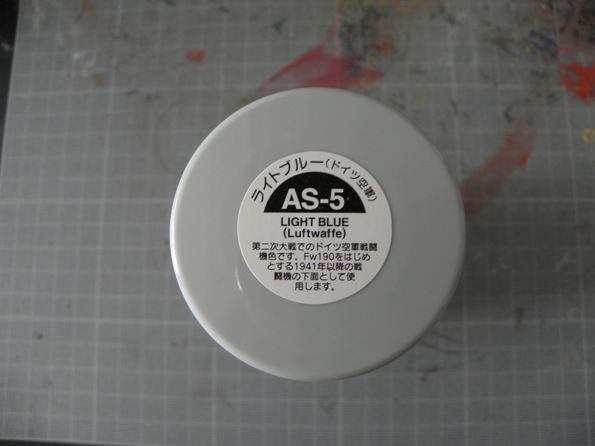 ライトブルー(ドイツ空軍)
AS-5
LIGHT BLUE
(Luftwaffe)
第二次大戦でのドイツ空軍戦闘
機色です。Fw190をはじめ
とする1941年以降の戦
闘機の下面として使
用します。